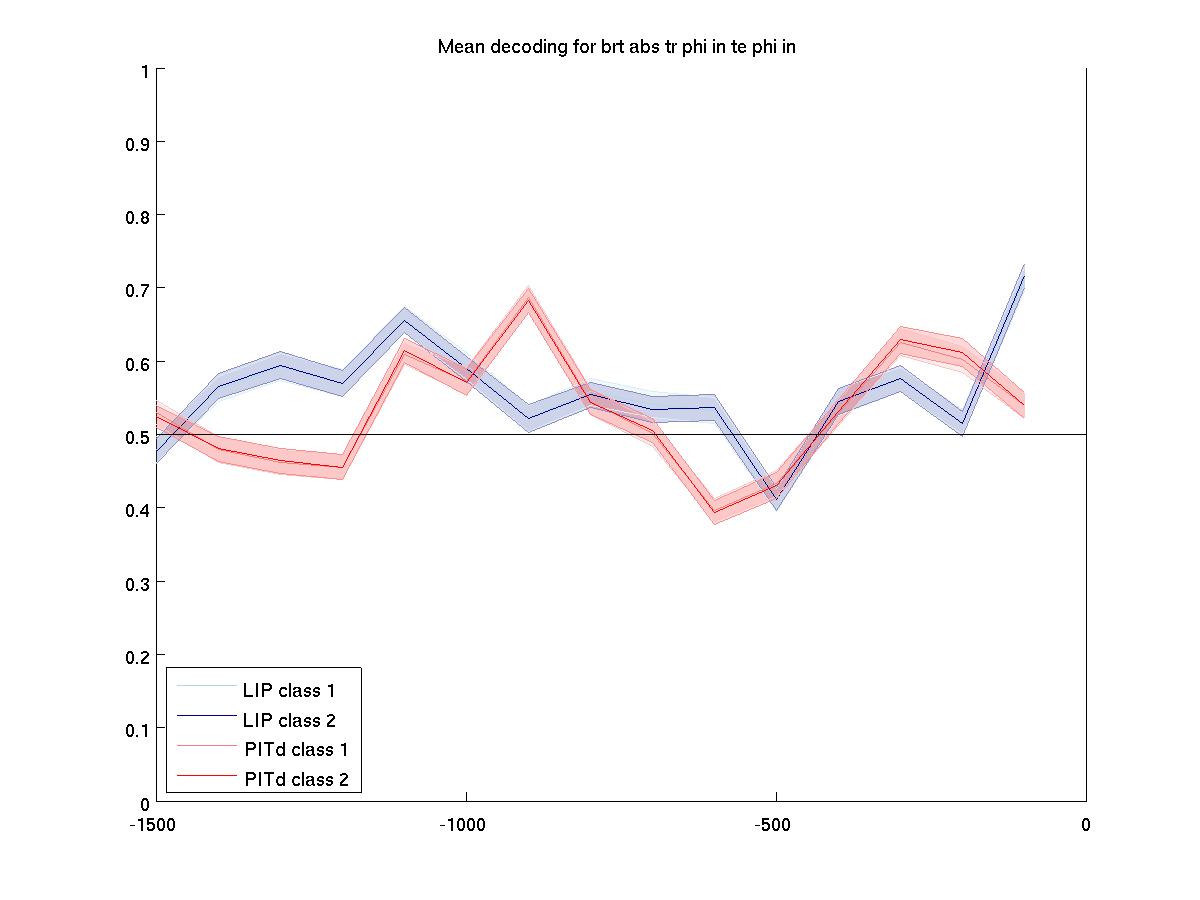 Mean decoding for brt abs tr phi in te phi in
1
0.9
0.8
0.7
0.6
0.5
0.4
0.3
0.2
0.1
0
LIP class 1
LIP class 2
PITd class 1
PITd class 2
-1500 -1000 -500 0